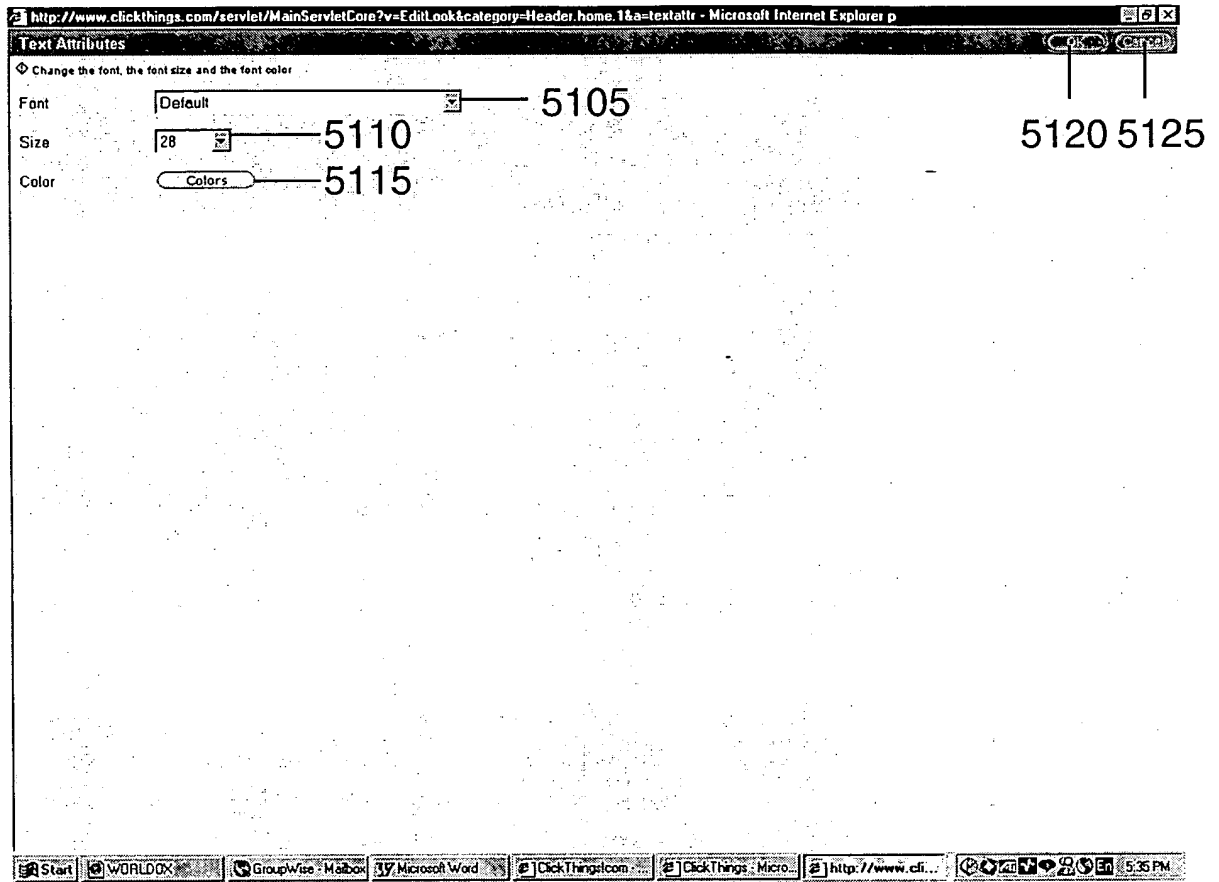 http://www.clickthings.com/servlet/MainServletCore?v=EditLook&category=Header.home.1&a=textattr - Microsoft Internet Explorer p
Text Attributes OK Cancel
Change the font, the font size and the font color
Font Default 5105
Size 28 5110 5120 5125
Color Colors 5115
Start WORLDOX GroupWise - Mailbox Microsoft Word ClickThings!com - ... ClickThings - Micro... http://www.cli... En 5:35 PM